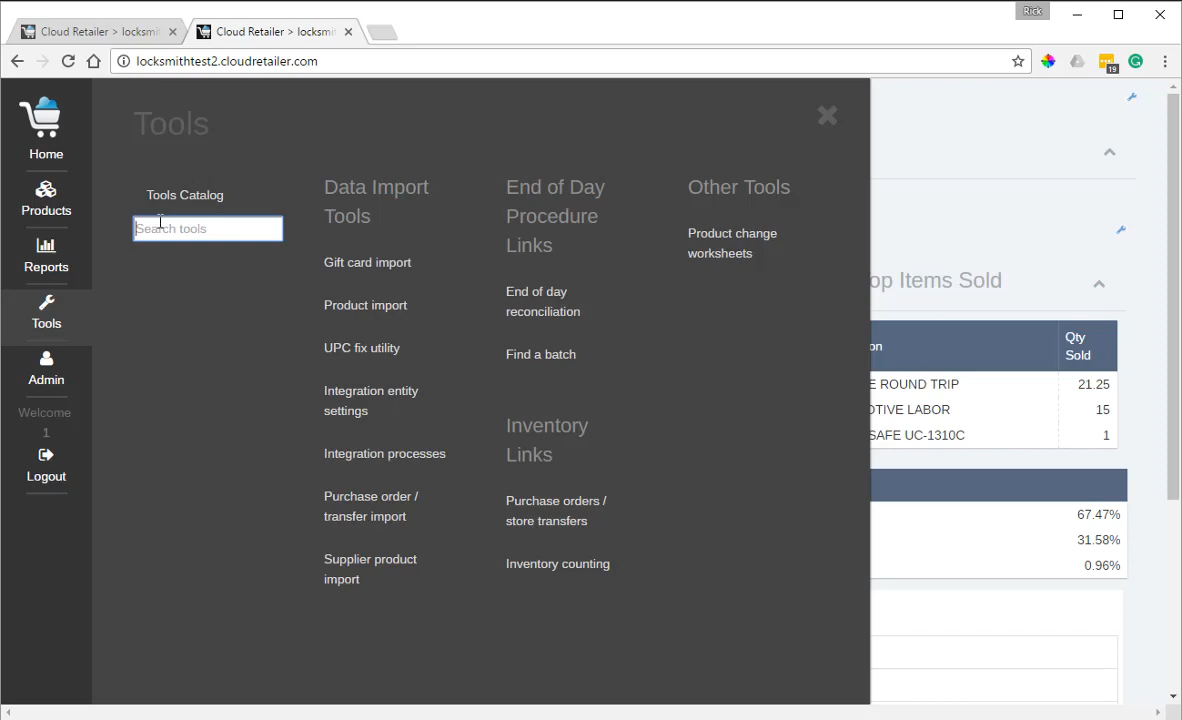 Rick
Cloud Retailer > locksmi
Cloud Retailer > locksmi
locksmithtest2.cloudretailer.com
19
Home
Products
Reports
Tools
Admin
Welcome
1
Logout
Tools
Tools Catalog
Search tools
Data Import
Tools
Gift card import
Product import
UPC fix utility
Integration entity
settings
Integration processes
Purchase order /
transfer import
Supplier product
import
End of Day
Procedure
Links
End of day
reconciliation
Find a batch
Inventory
Links
Purchase orders /
store transfers
Inventory counting
Other Tools
Product change
worksheets
op Items Sold
on
Qty
Sold
E ROUND TRIP 21.25
OTIVE LABOR 15
SAFE UC-1310C 1
67.47%
31.58%
0.96%